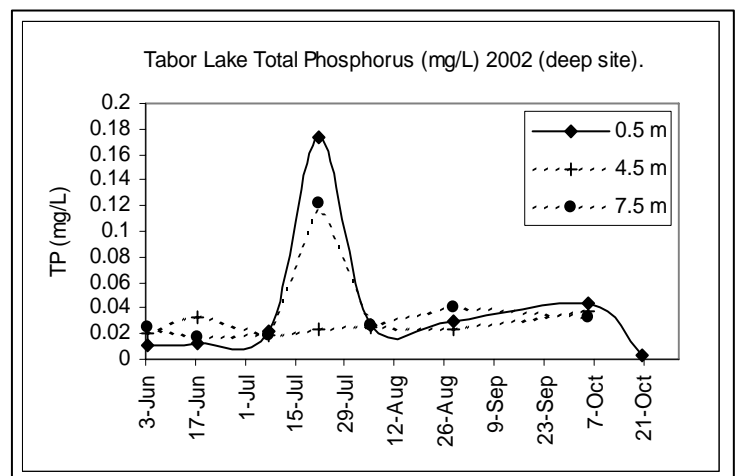 Tabor Lake Total Phosphorus (mg/L) 2002 (deep site).
TP (mg/L)
0.2
0.18
0.16
0.14
0.12
0.1
0.08
0.06
0.04
0.02
0
0.5 m
4.5 m
7.5 m
3-Jun
17-Jun
1-Jul
15-Jul
29-Jul
12-Aug
26-Aug
9-Sep
23-Sep
7-Oct
21-Oct